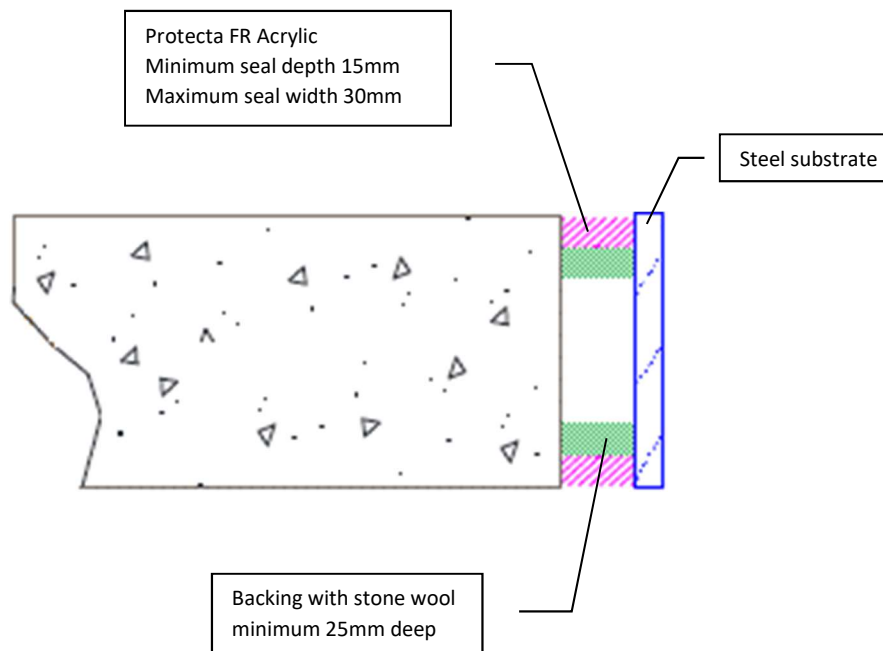 Protecta FR Acrylic
Minimum seal depth 15mm
Maximum seal width 30mm
Steel substrate
Backing with stone wool
minimum 25mm deep